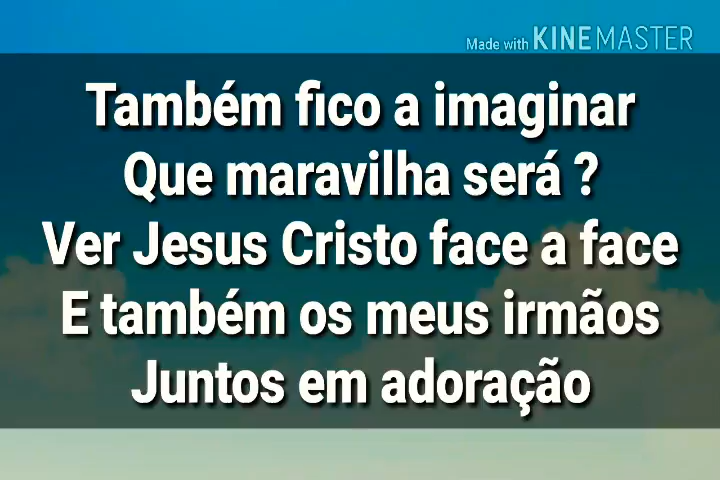 Made with KINEMASTER
Também fico a imaginar
Que maravilha será ?
Ver Jesus Cristo face a face
E também os meus irmãos
Juntos em adoração